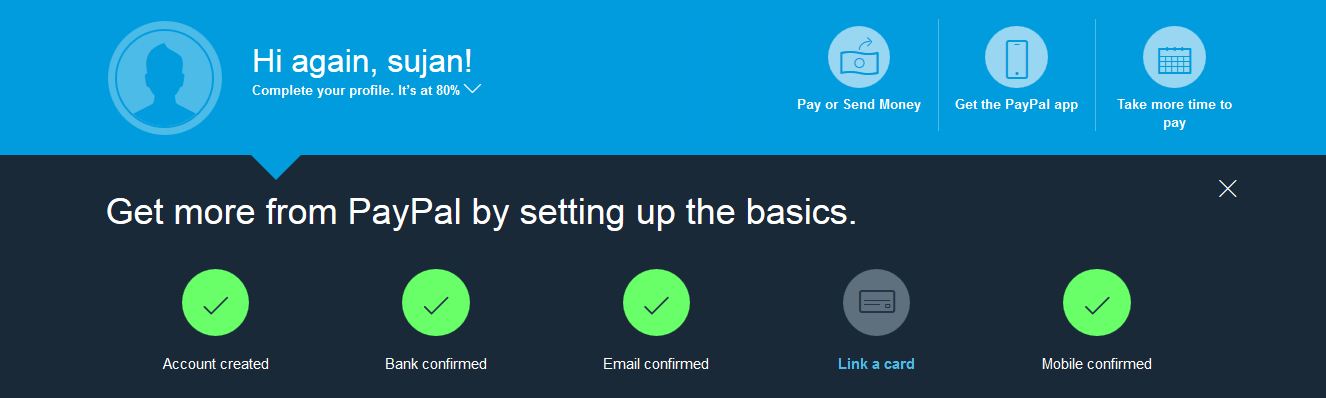 Hi again, sujan!
Complete your profile. It's at 80%
Pay or Send Money
Get the PayPal app
Take more time to
pay
Get more from PayPal by setting up the basics.
Account created
Bank confirmed
Email confirmed
Link a card
Mobile confirmed